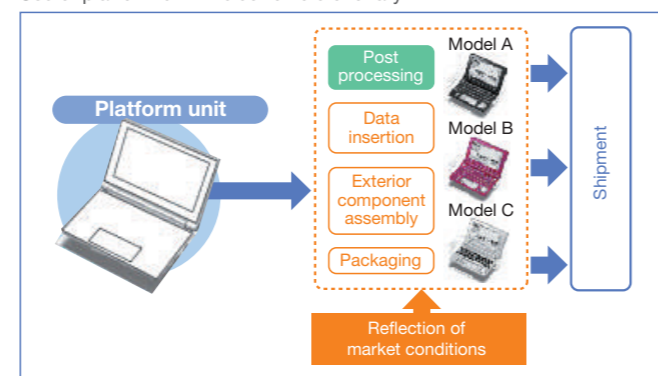 Platform unit
Post
processing
Data
insertion
Exterior
component
assembly
Packaging
Model A
Model B
Model C
Shipment
Reflection of
market conditions